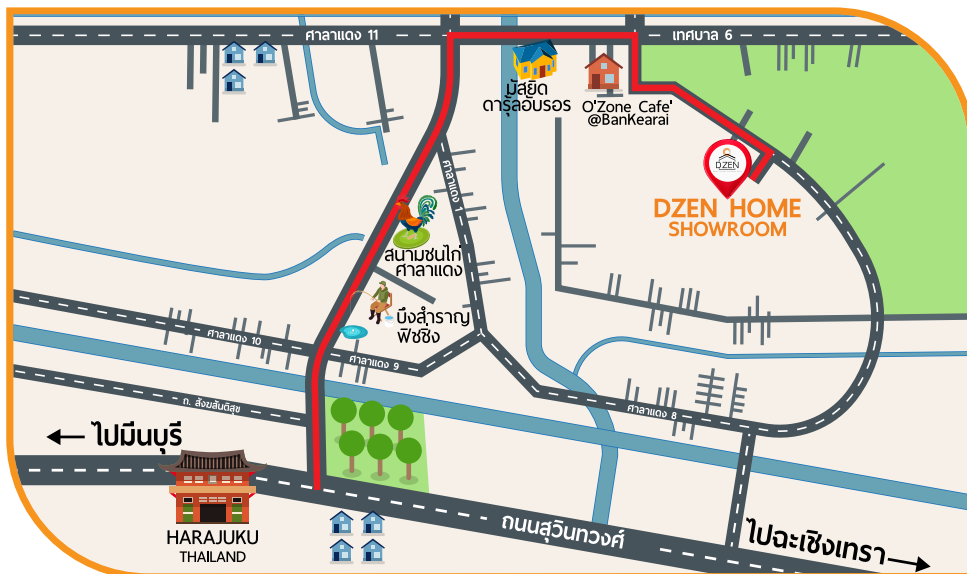 ศาลาแดง 11
เทศบาล 6
มัสยิด
ดารุ้ลอับรอร
O'Zone Cafe'
@BanKearai
DZEN
DZEN HOME
SHOWROOM
ศาลาแดง 1
สนามชนไก่
ศาลาแดง
บึงสำราญ
ฟิชชิ่ง
ศาลาแดง 10
ศาลาแดง 9
ถ. สังฆสันติสุข
ศาลาแดง 8
ไปมีนบุรี
HARAJUKU
THAILAND
ถนนสุวินทวงศ์
ไปฉะเชิงเทรา